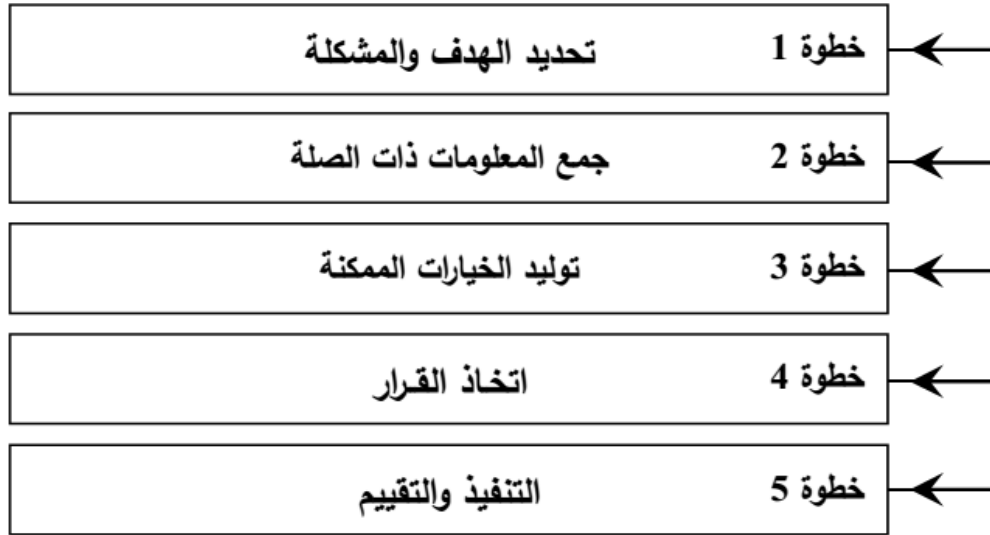 خطوة 1 تحديد الهدف والمشكلة
خطوة 2 جمع المعلومات ذات الصلة
خطوة 3 توليد الخيارات الممكنة
خطوة 4 اتخاذ القرار
خطوة 5 التنفيذ والتقييم